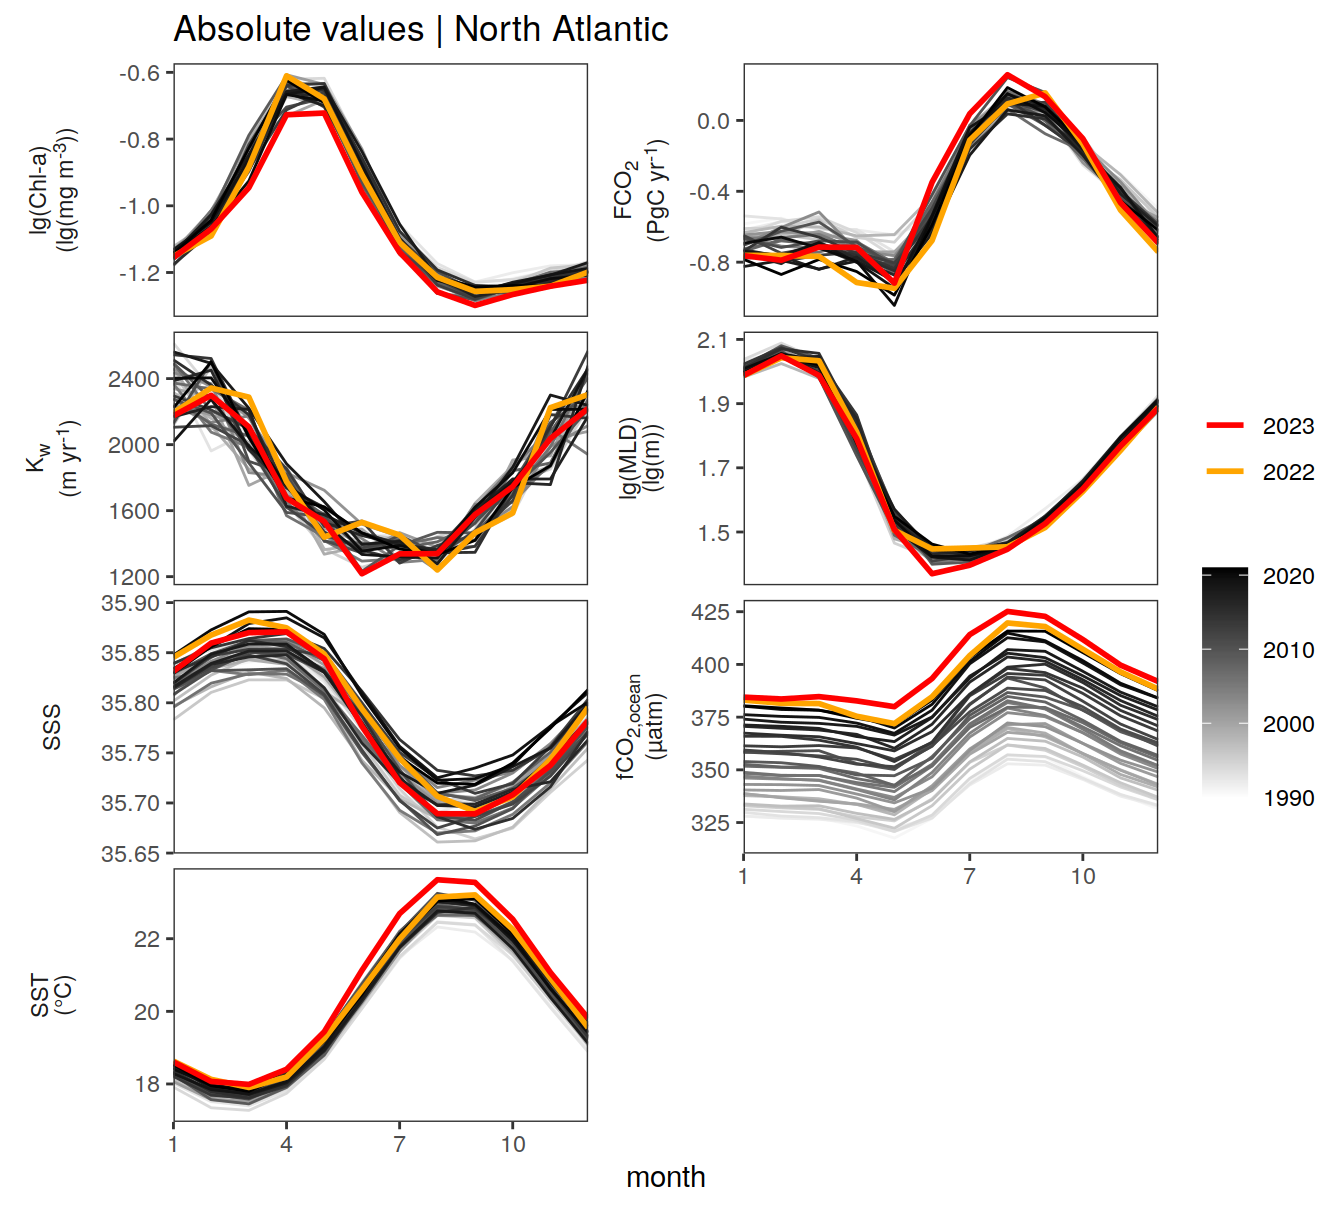 Absolute values | North Atlantic
lg(Chl-a)
(lg(mg m⁻³))
-0.6
-0.8
-1.0
-1.2
FCO₂
(PgC yr⁻¹)
0.0
-0.4
-0.8
K_w
(m yr⁻¹)
2400
2000
1600
1200
lg(MLD)
(lg(m))
2.1
1.9
1.7
1.5
SSS
35.90
35.85
35.80
35.75
35.70
35.65
fCO₂,ocean
(µatm)
425
400
375
350
325
1 4 7 10
SST
(°C)
22
20
18
1 4 7 10
month
2023
2022
2020
2010
2000
1990